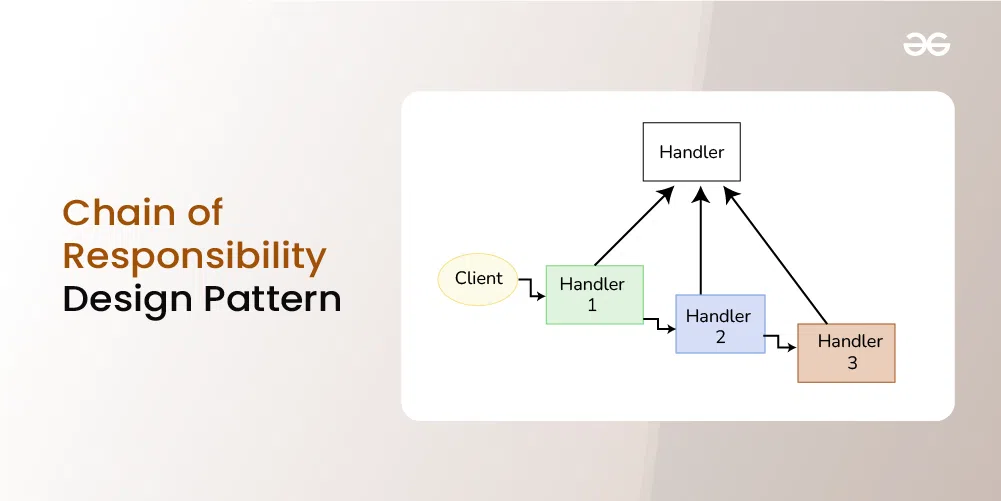 Chain of
Responsibility
Design Pattern
Handler
Client
Handler
1
Handler
2
Handler
3